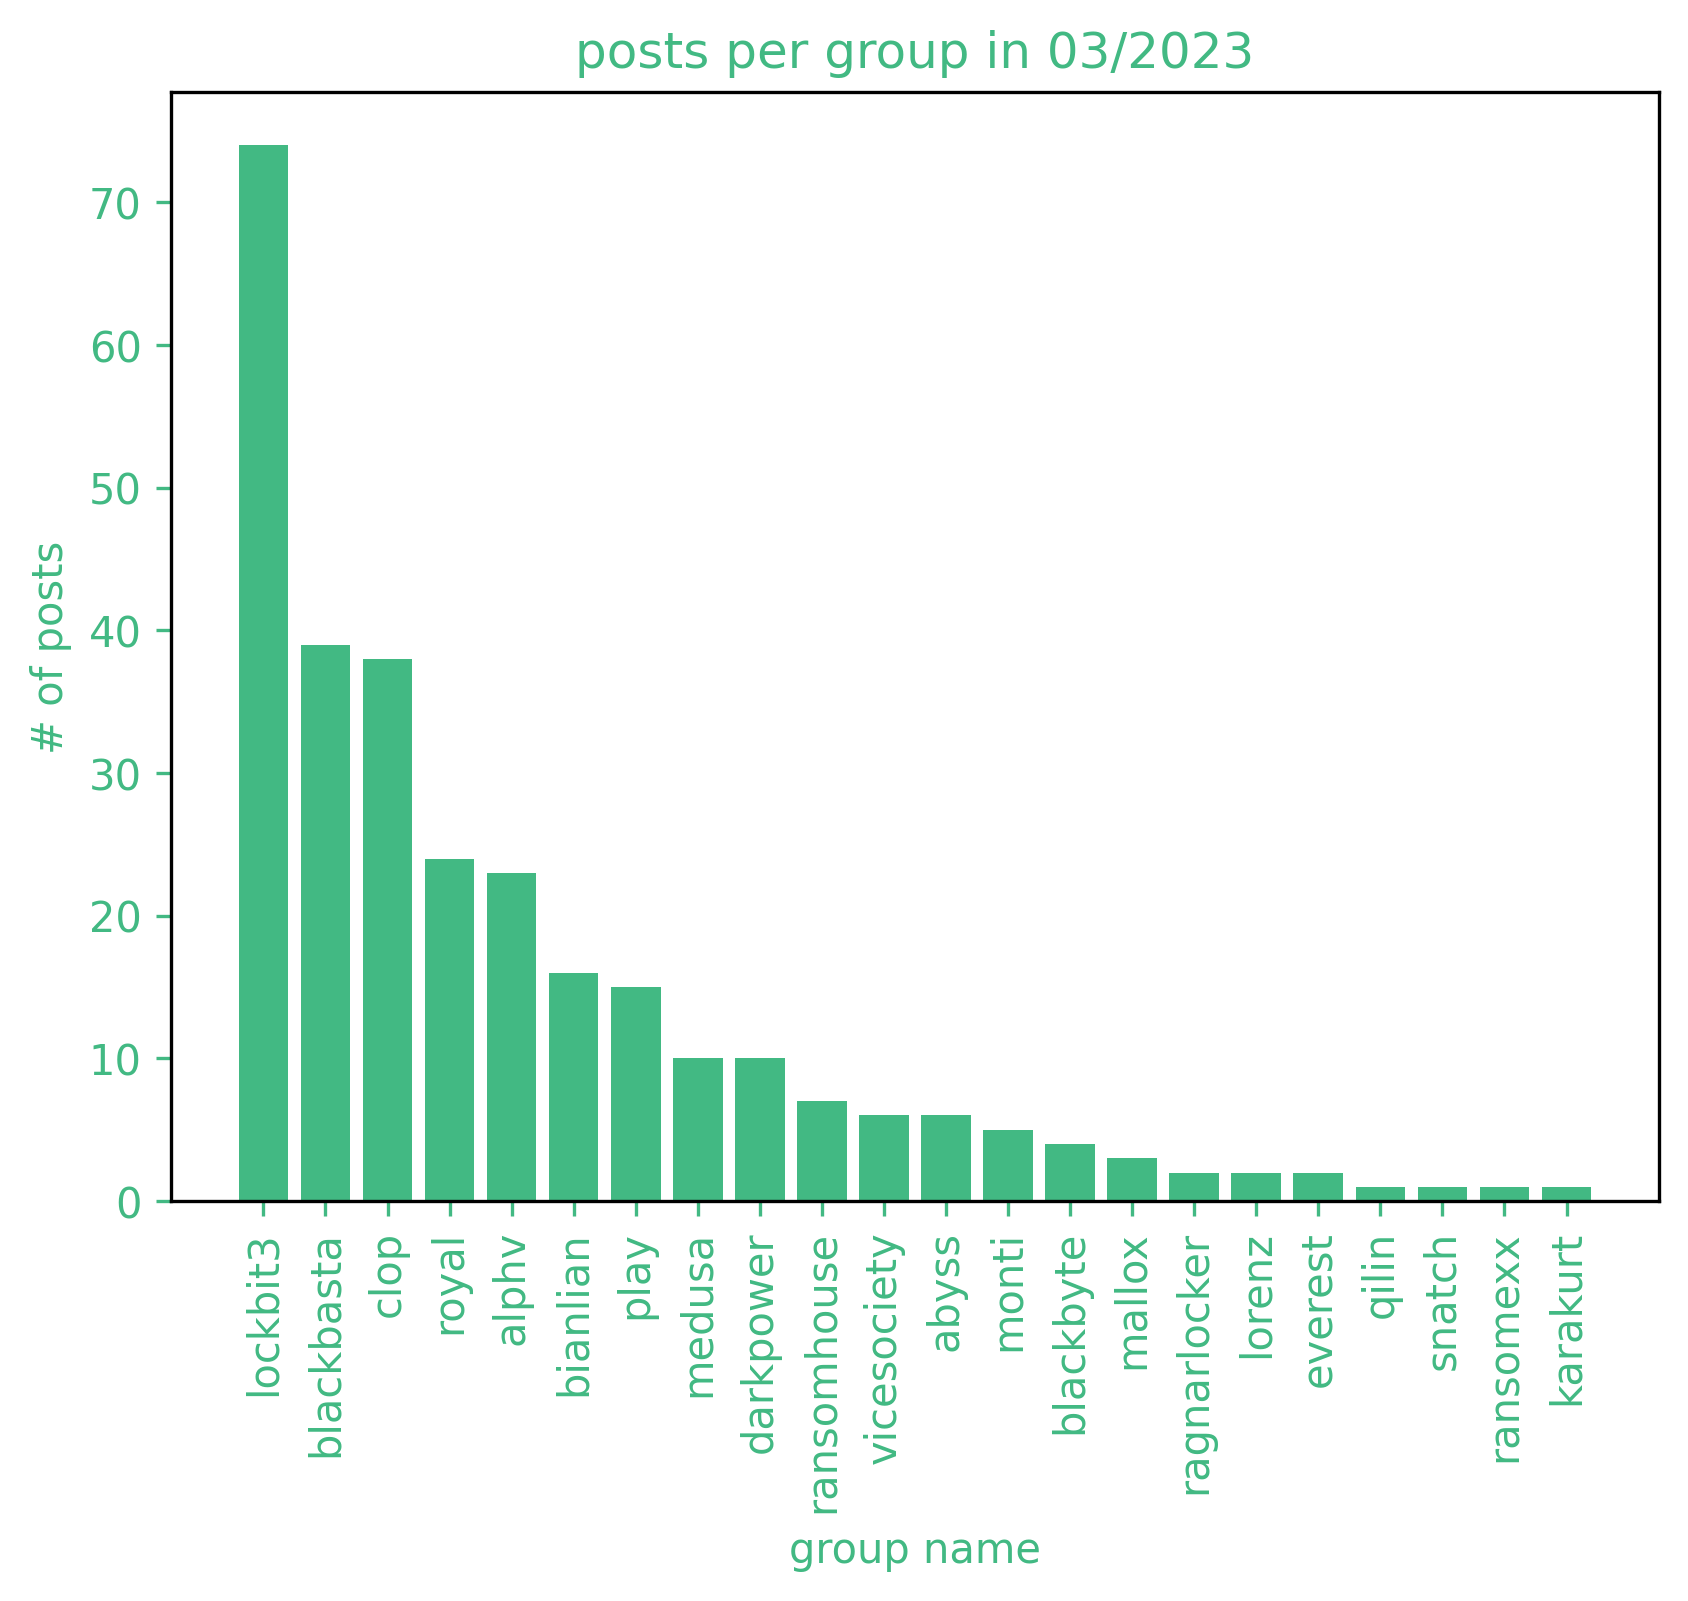 posts per group in 03/2023
70
60
50
40
30
20
10
0
# of posts
lockbit3
blackbasta
clop
royal
alphv
bianlian
play
medusa
darkpower
ransomhouse
vicesociety
abyss
monti
blackbyte
mallox
ragnarlocker
lorenz
everest
qilin
snatch
ransomexx
karakurt
group name